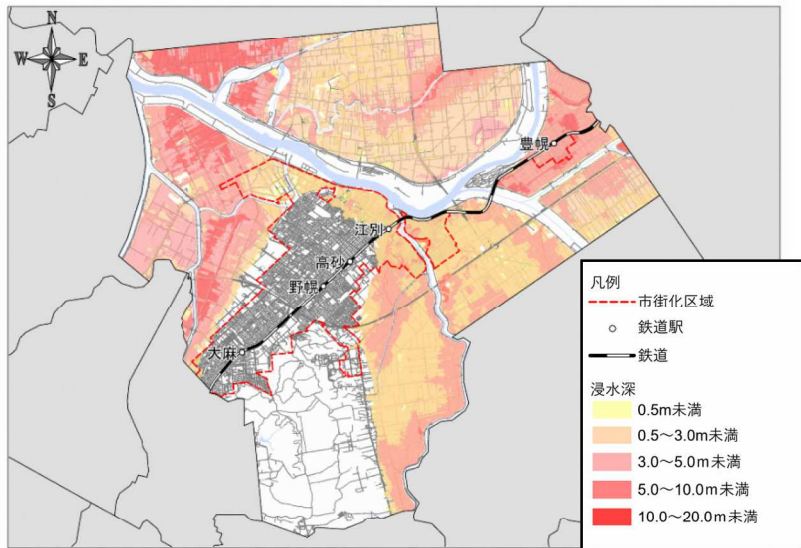 N
W E
S
豊幌
江別
高砂
野幌
大麻
凡例
市街化区域
鉄道駅
鉄道
浸水深
0.5m未満
0.5～3.0m未満
3.0～5.0m未満
5.0～10.0m未満
10.0～20.0m未満